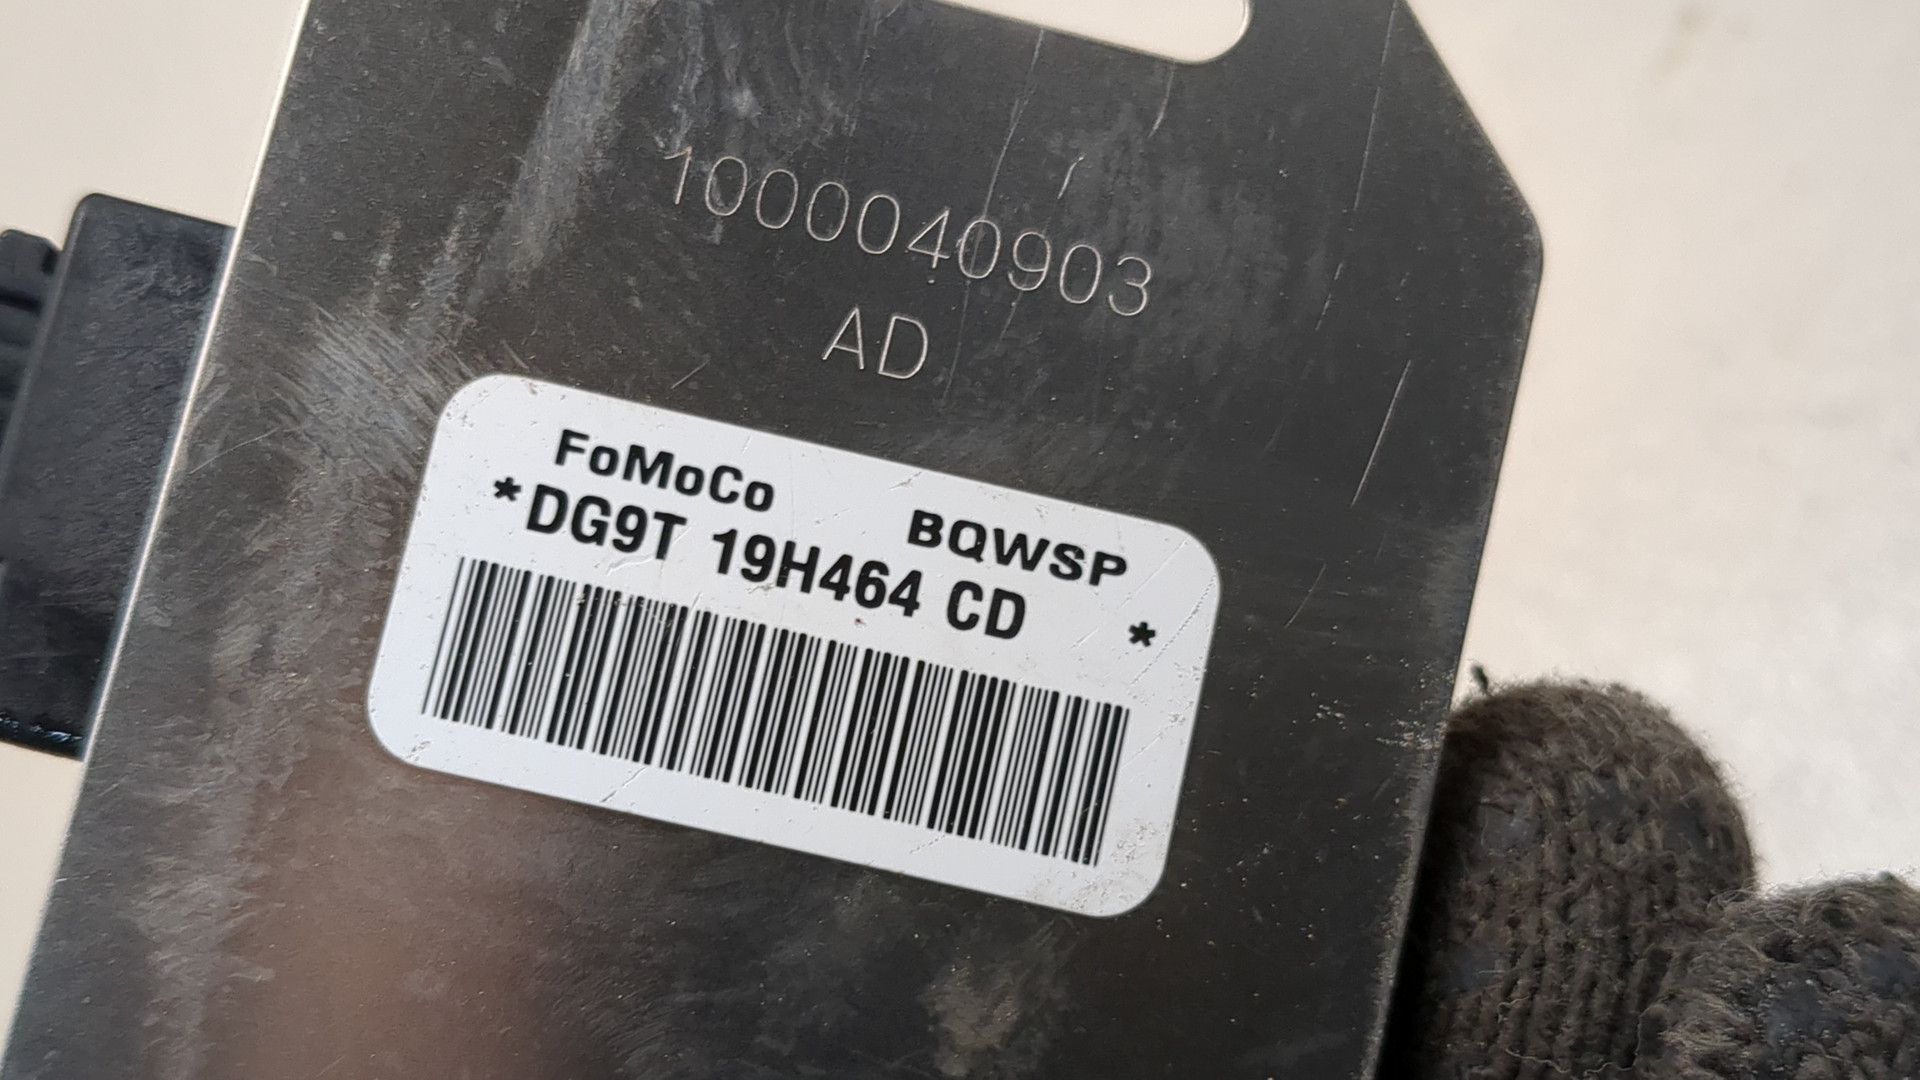 1000040903
AD
FoMoCo BQWSP
*DG9T 19H464 CD *